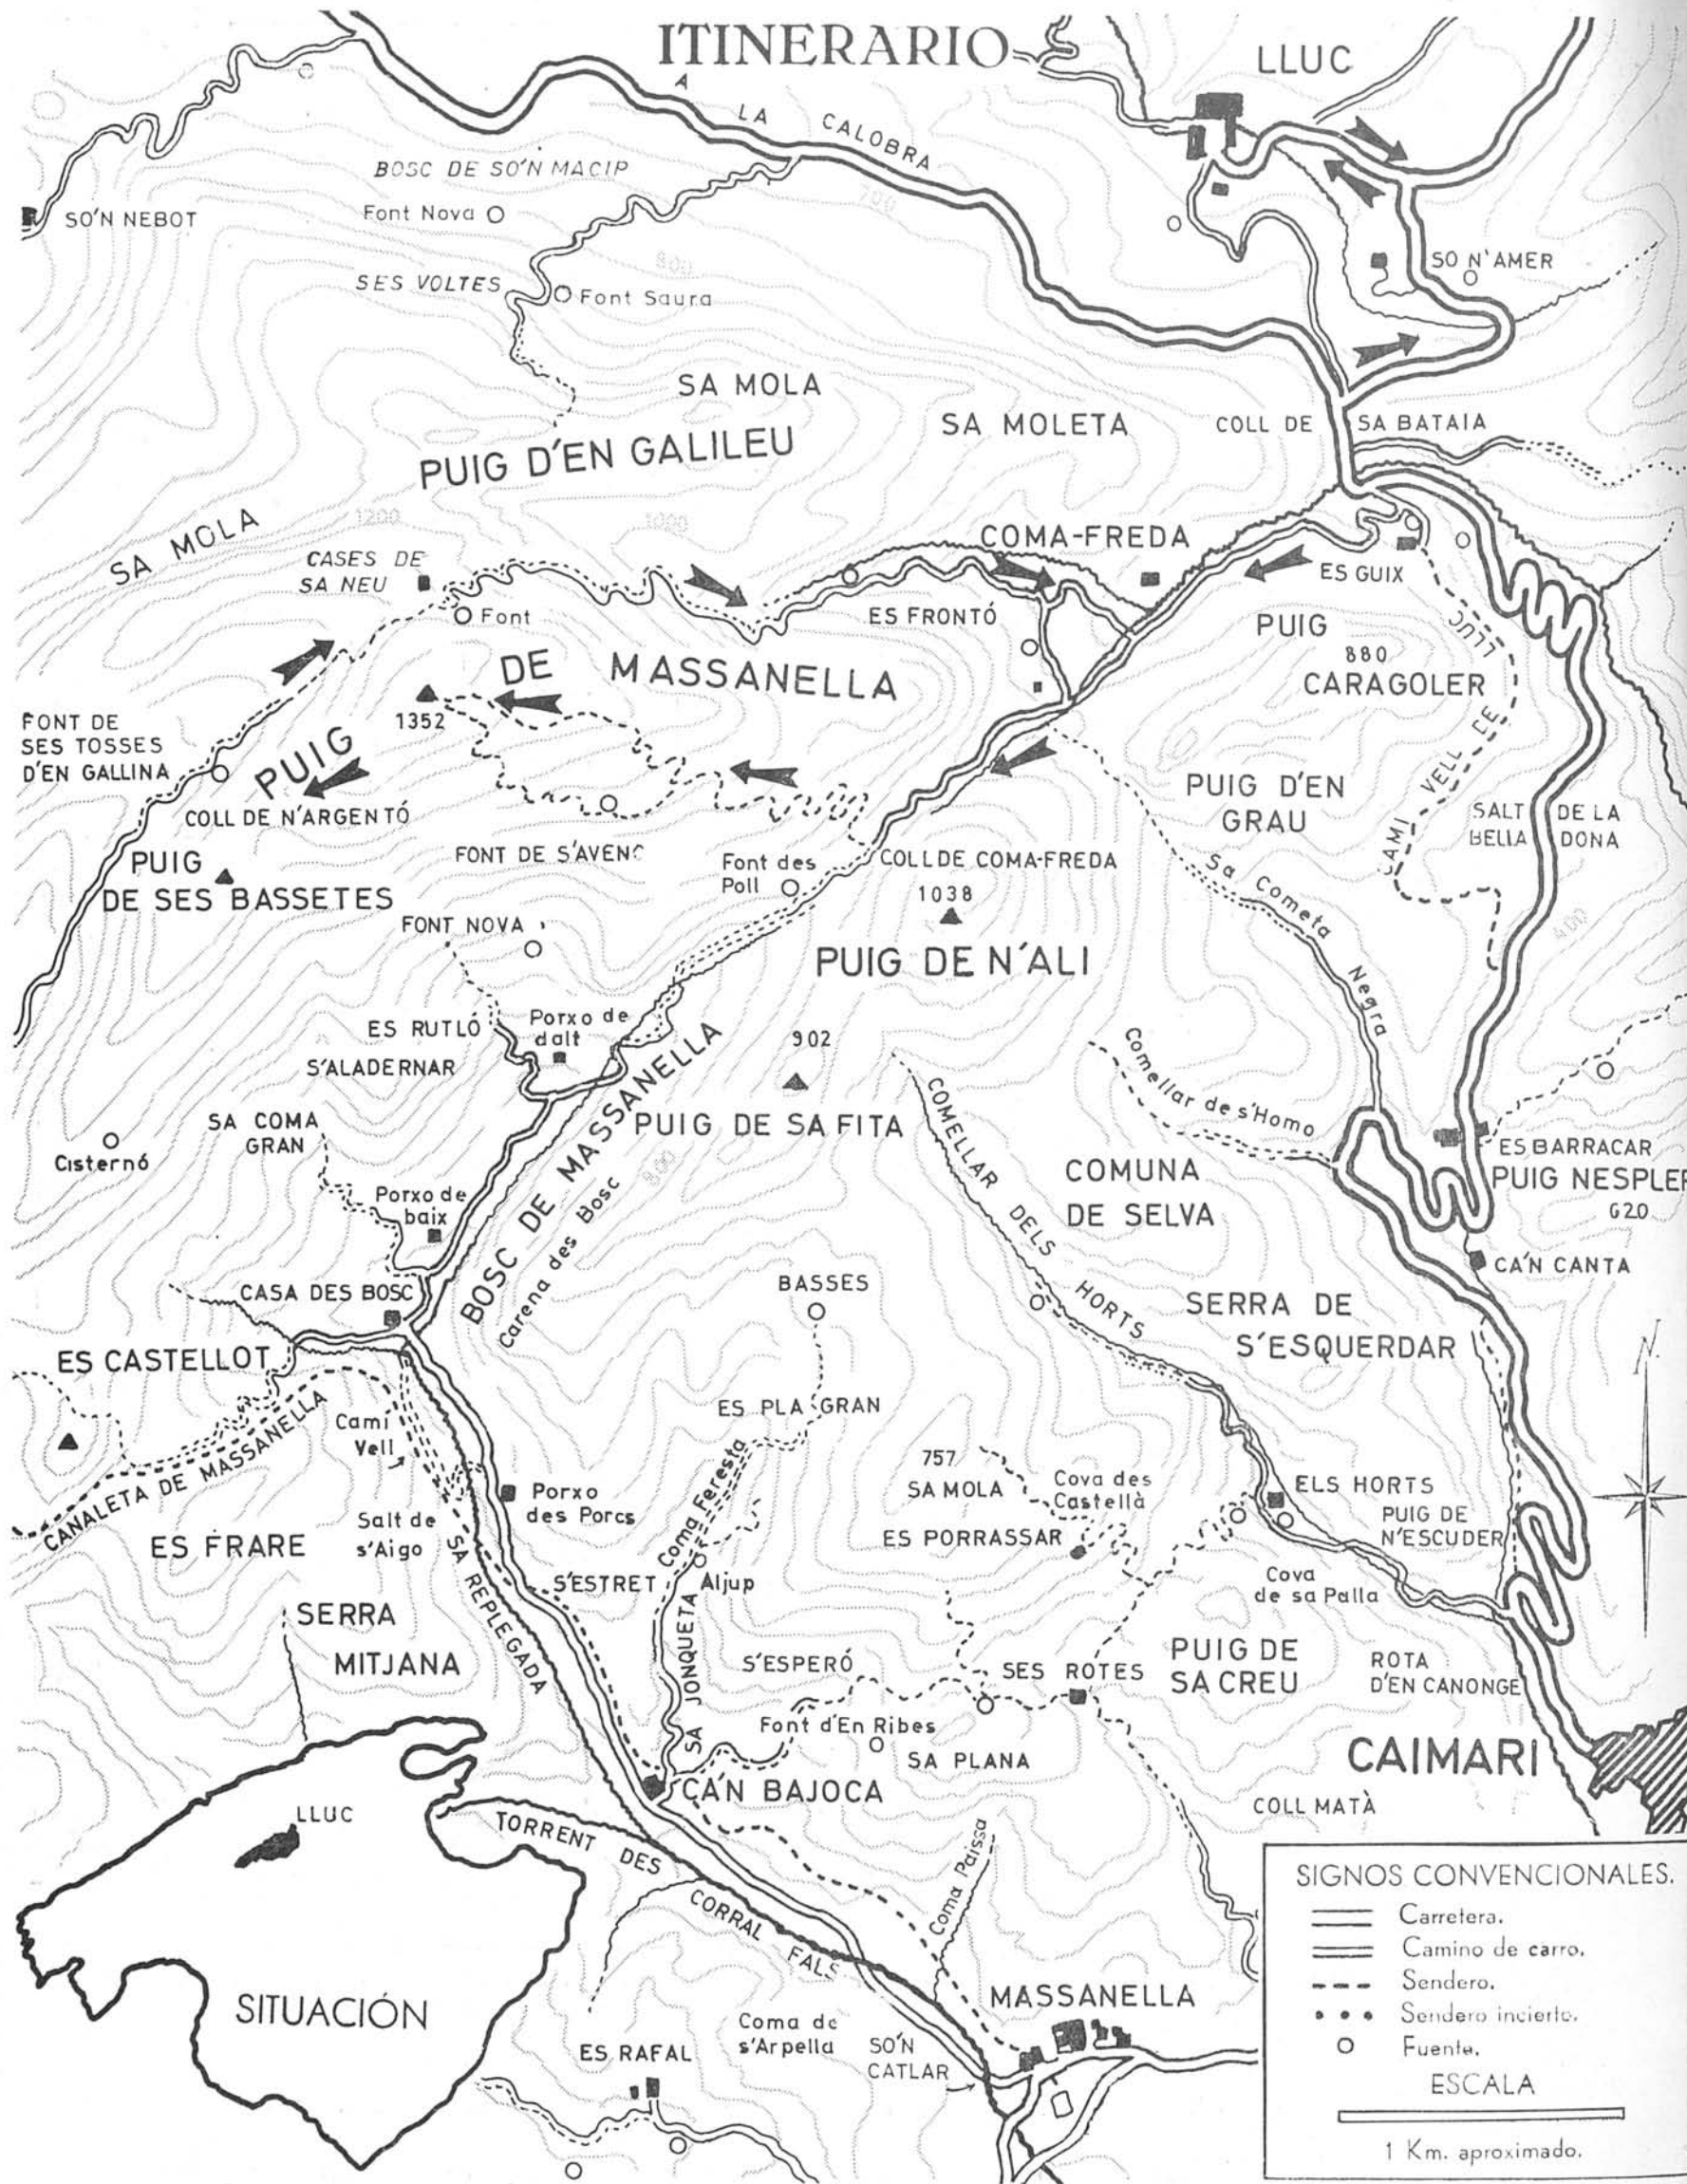 ITINERARIO
LLUC
A LA CALOBRA
BOSC DE SO'N MACIP
Font Nova
SO'N NEBOT
700
SES VOLTES
800
Font Saura
SO N'AMER
SA MOLA
SA MOLETA
COLL DE SA BATAIA
PUIG D'EN GALILEU
SA MOLA
1200
1000
CASES DE
SA NEU
COMA-FREDA
ES GUIX
Font
ES FRONTÓ
PUIG
880
CARAGOLER
PUIG DE MASSANELLA
1352
FONT DE
SES TOSSES
D'EN GALLINA
COLL DE N'ARGENTÓ
CAMI VELL DE LLUC
PUIG D'EN
GRAU
SALT DE LA
BELLA DONA
PUIG
DE SES BASSETES
FONT DE S'AVENC
Font des
Poll
COLL DE COMA-FREDA
1038
Sa Cometa Negra
400
FONT NOVA
PUIG DE N'ALI
ES RUTLÓ
Porxo de
dalt
S'ALADERNAR
902
PUIG DE SA FITA
Comellar de s'Homo
SA COMA
GRAN
Cisternó
BOSC DE MASSANELLA
Carena des Bosc
800
COMELLAR DELS HORTS
COMUNA
DE SELVA
ES BARRACAR
PUIG NESPLER
620
Porxo de
baix
CA'N CANTA
CASA DES BOSC
BASSES
SERRA DE
S'ESQUERDAR
N.
ES CASTELLOT
ES PLA GRAN
CANALETA DE MASSANELLA
Camí
Vell
757
SA MOLA
Cova des
Castellà
ELS HORTS
Porxo
des Porcs
Coma Feresta
ES PORRASSAR
PUIG DE
N'ESCUDER
Salt de
s'Aigo
ES FRARE
SA REPLEGADA
S'ESTRET
Aljup
Cova
de sa Palla
SERRA
MITJANA
SA JONQUETA
S'ESPERÓ
SES ROTES
PUIG DE
SA CREU
ROTA
D'EN CANONGE
Font d'En Ribes
SA PLANA
CAIMARI
CA'N BAJOCA
COLL MATÀ
LLUC
TORRENT DES CORRAL FALS
Coma Paissa
SITUACIÓN
MASSANELLA
Coma de
s'Arpella
ES RAFAL
SO'N
CATLAR
SIGNOS CONVENCIONALES.
Carretera.
Camino de carro.
Sendero.
Sendero incierto.
Fuente.
ESCALA
1 Km. aproximado.